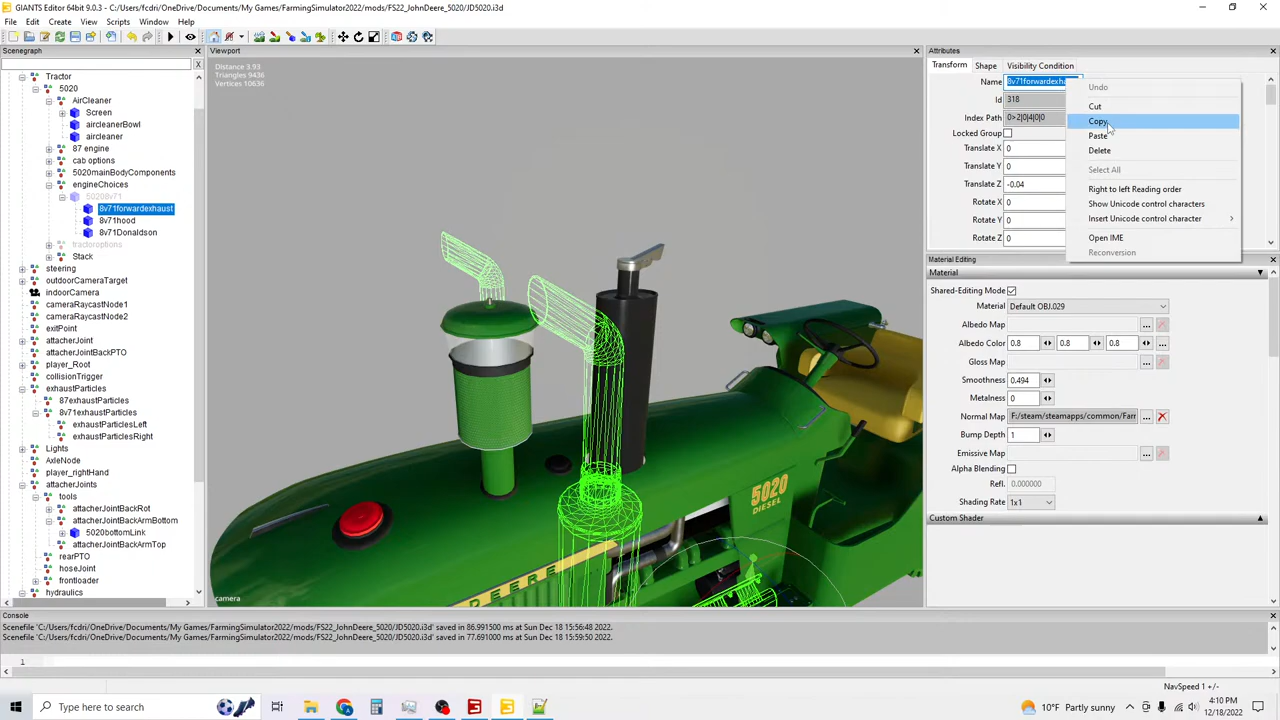 GIANTS Editor 64bit 9.0.3 - C:/Users/fcdri/OneDrive/Documents/My Games/FarmingSimulator2022/mods/FS22_JohnDeere_5020/JD5020.i3d
File Edit Create View Scripts Window Help
Scenegraph
X
Tractor
5020
AirCleaner
Screen
aircleanerBowl
aircleaner
87 engine
cab options
5020mainbodyComponents
engineChoices
50208v71
8v71forwardexhaust
8v71hood
8v71Donaldson
tractoroptions
Stack
steering
outdoorCameraTarget
indoorCamera
cameraRaycastNode1
cameraRaycastNode2
exitPoint
attacherJoint
attacherJointBackPTO
player_Root
collisionTrigger
exhaustParticles
87exhaustParticles
8v71exhaustParticles
exhaustParticlesLeft
exhaustParticlesRight
Lights
AxleNode
player_rightHand
attacherJoints
tools
attacherJointBackRot
attacherJointBackArmBottom
5020bottomLink
attacherJointBackArmTop
rearPTO
hoseJoint
frontloader
hydraulics
Viewport
Distance 3.93
Triangles 9436
Vertices 10636
5020
DIESEL
DEERE
camera
Attributes
Transform Shape Visibility Condition
Name 8v71forwardexha
Id 318
Index Path 0>2|0|4|0|0
Locked Group
Translate X 0
Translate Y 0
Translate Z -0.04
Rotate X 0
Rotate Y 0
Rotate Z 0
Undo
Cut
Copy
Paste
Delete
Select All
Right to left Reading order
Show Unicode control characters
Insert Unicode control character
Open IME
Reconversion
Material Editing
Material
Shared-Editing Mode
Material Default OBJ.029
Albedo Map ...
Albedo Color 0.8 0.8 0.8 ...
Gloss Map ...
Smoothness 0.494
Metalness 0
Normal Map F:/steam/steamapps/common/Farr ...
Bump Depth 1
Emissive Map ...
Alpha Blending
Refl. 0.000000
Shading Rate 1x1
Custom Shader
Console
Scenefile 'C:/Users/fcdri/OneDrive/Documents/My Games/FarmingSimulator2022/mods/FS22_JohnDeere_5020/JD5020.i3d' saved in 86.991500 ms at Sun Dec 18 15:56:48 2022.
Scenefile 'C:/Users/fcdri/OneDrive/Documents/My Games/FarmingSimulator2022/mods/FS22_JohnDeere_5020/JD5020.i3d' saved in 77.691000 ms at Sun Dec 18 15:59:50 2022.
1
NavSpeed 1 +/-
Type here to search
10°F Partly sunny
4:10 PM
12/18/2022